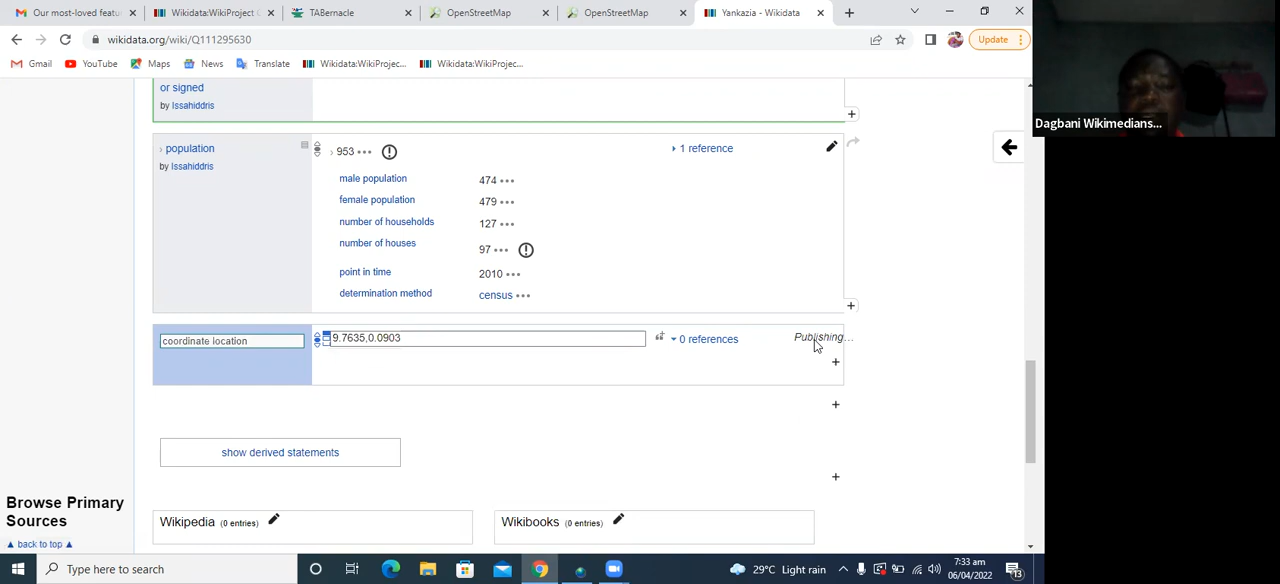 Our most-loved featu
Wikidata:WikiProject C
TABernacle
OpenStreetMap
OpenStreetMap
Yankazia - Wikidata
wikidata.org/wiki/Q111295630
Update
Gmail
YouTube
Maps
News
Translate
Wikidata:WikiProjec...
Wikidata:WikiProjec...
Dagbani Wikimedians...
or signed
by Issahiddris
population
by Issahiddris
953
1 reference
male population 474
female population 479
number of households 127
number of houses 97
point in time 2010
determination method census
coordinate location
9.7635,0.0903
0 references
Publishing...
show derived statements
Browse Primary
Sources
▲ back to top ▲
Wikipedia (0 entries)
Wikibooks (0 entries)
Type here to search
29°C Light rain
7:33 am
06/04/2022
13